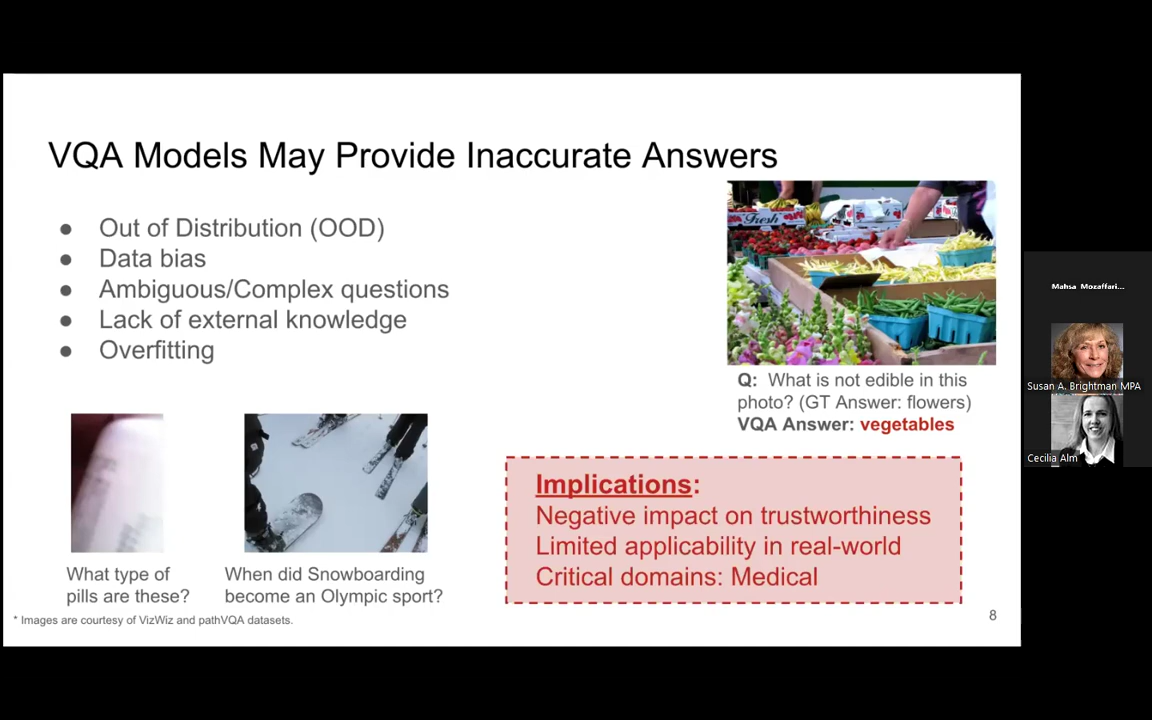 VQA Models May Provide Inaccurate Answers
● Out of Distribution (OOD)
● Data bias
● Ambiguous/Complex questions
● Lack of external knowledge
● Overfitting
Fresh
Q: What is not edible in this
photo? (GT Answer: flowers)
VQA Answer: vegetables
What type of
pills are these?
When did Snowboarding
become an Olympic sport?
Implications:
Negative impact on trustworthiness
Limited applicability in real-world
Critical domains: Medical
* Images are courtesy of VizWiz and pathVQA datasets.
8
Mahsa Mozaffari...
Susan A. Brightman MPA
Cecilia Alm